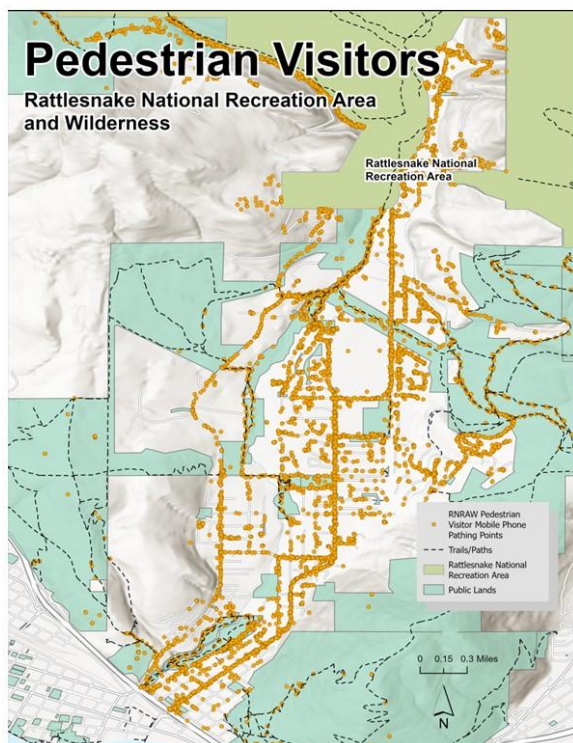 Pedestrian Visitors
Rattlesnake National Recreation Area
and Wilderness
Rattlesnake National
Recreation Area
RNRAW Pedestrian
Visitor Mobile Phone
Pathing Points
Trails/Paths
Rattlesnake National
Recreation Area
Public Lands
0 0.15 0.3 Miles
N